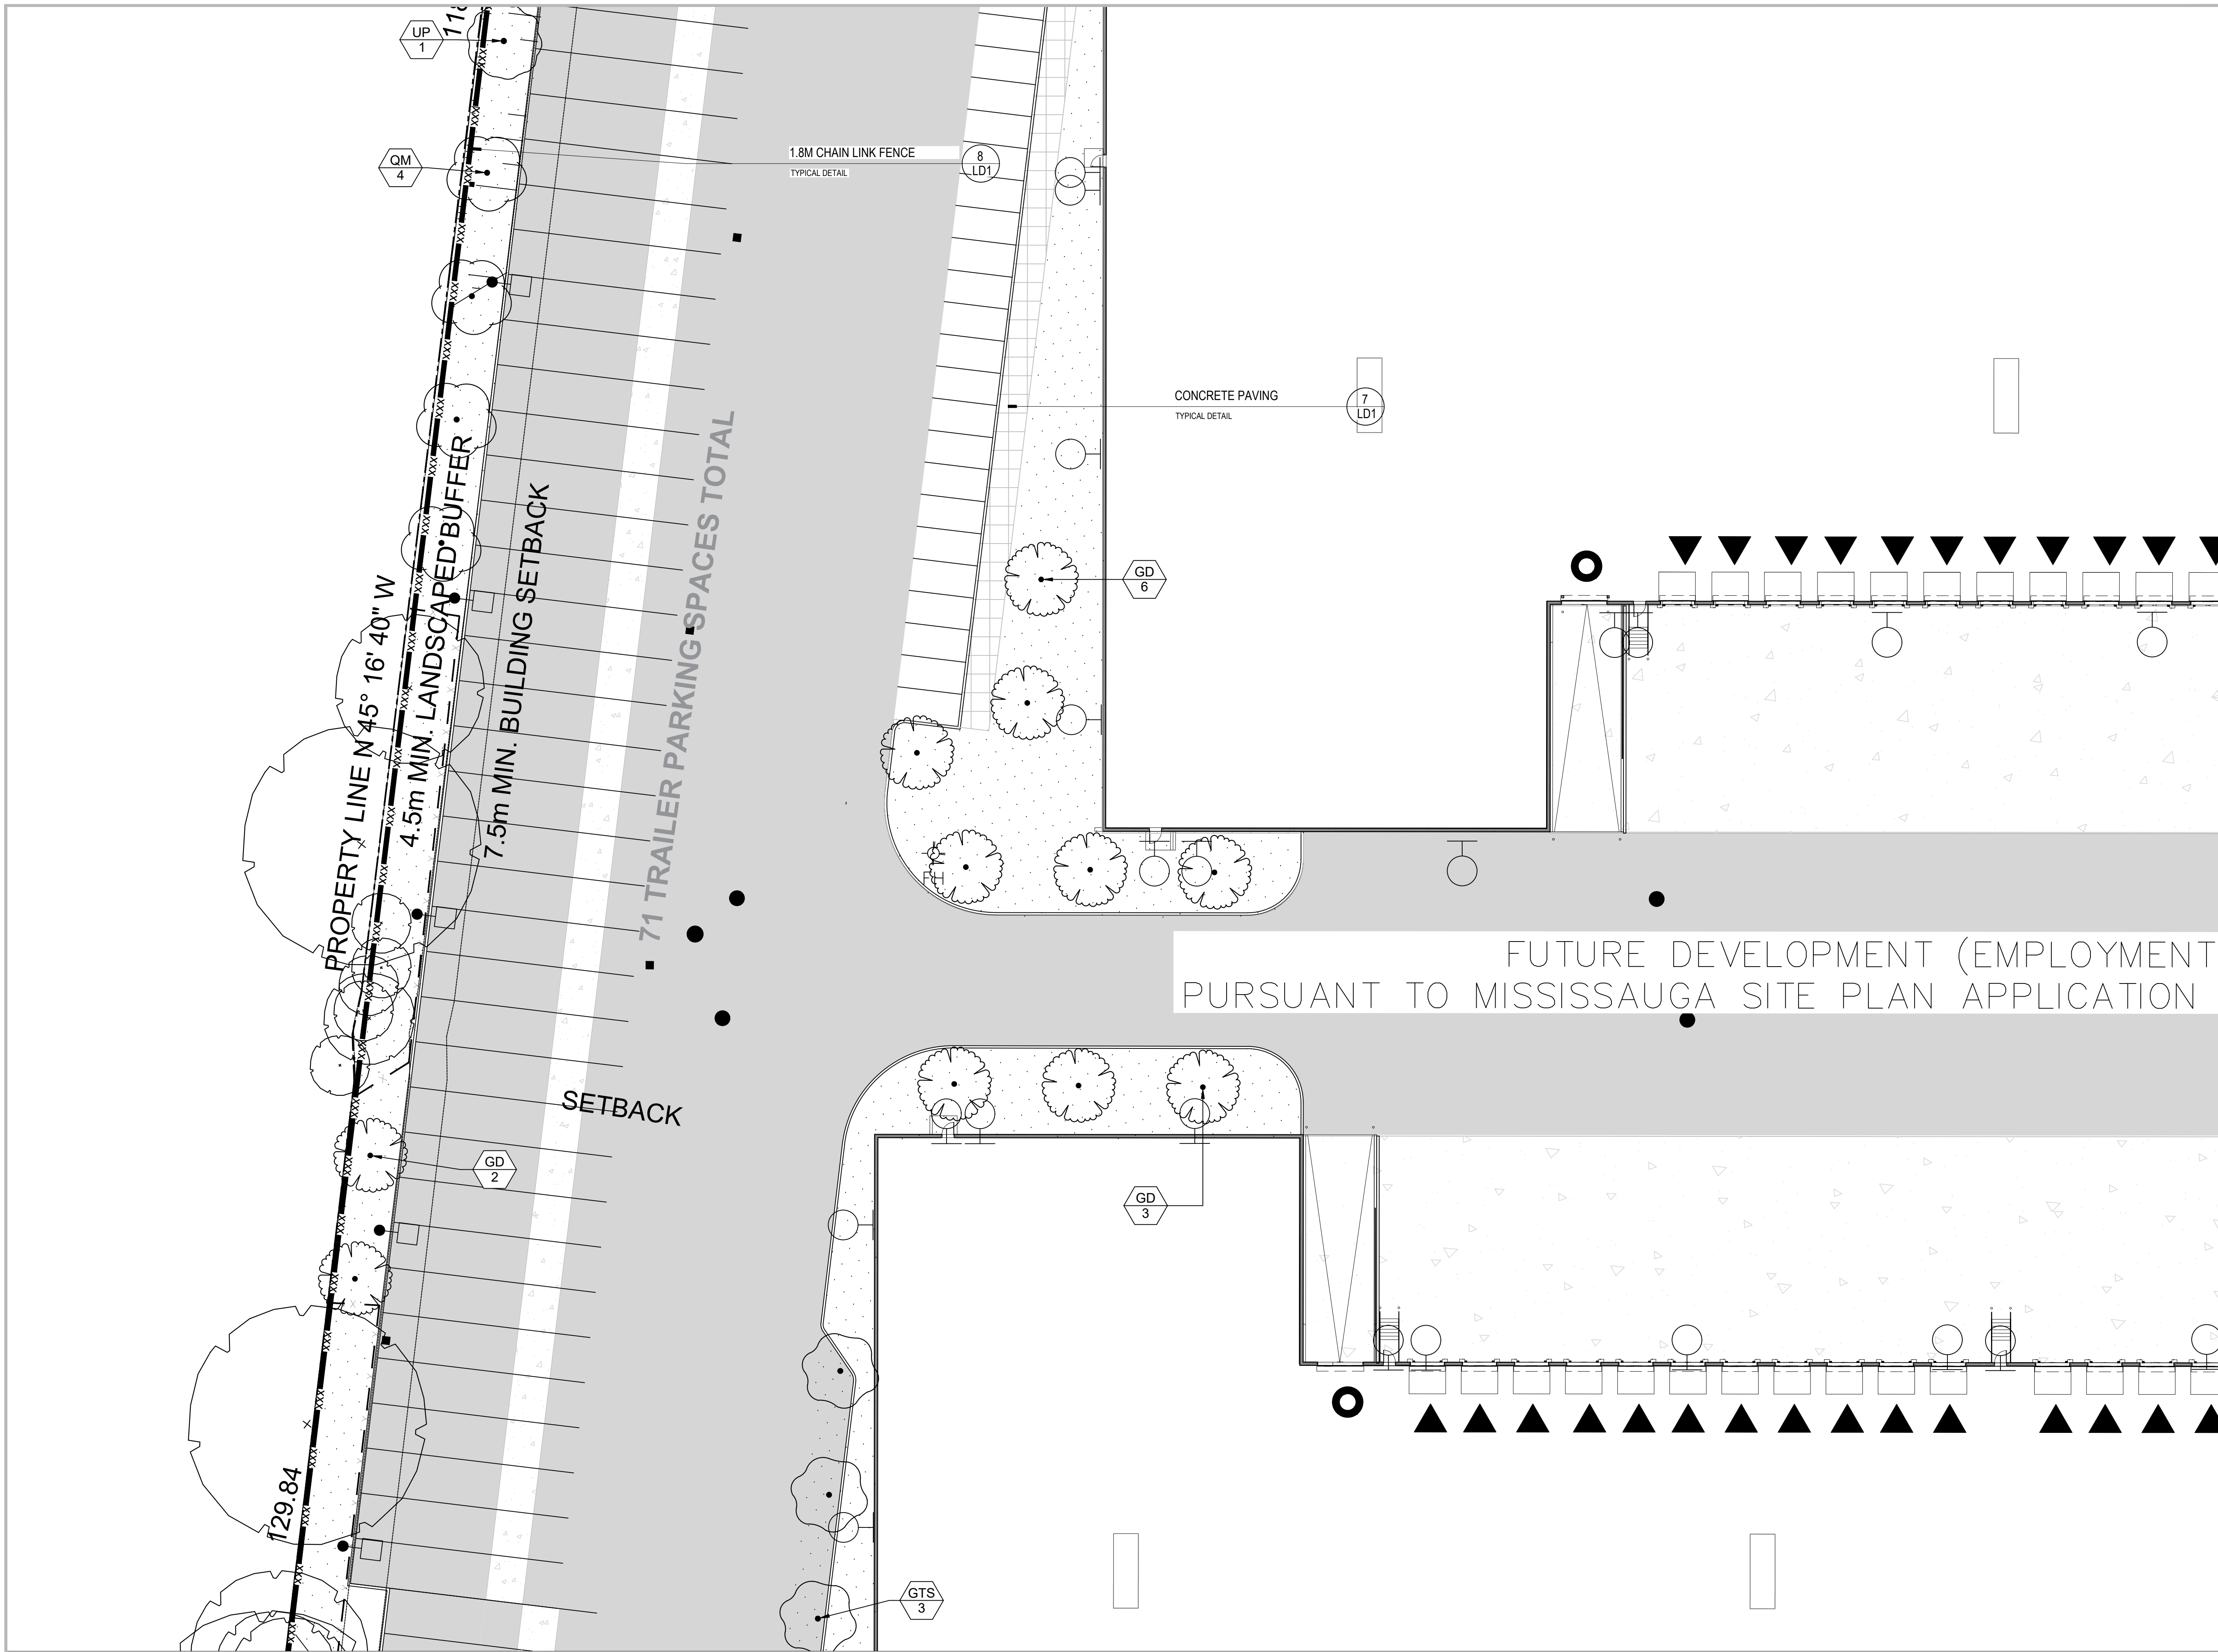 118
UP
1
QM
4
1.8M CHAIN LINK FENCE
TYPICAL DETAIL
8
LD1
CONCRETE PAVING
TYPICAL DETAIL
7
LD1
GD
6
PROPERTY LINE N 45° 16' 40" W
4.5m MIN. LANDSCAPED BUFFER
7.5m MIN. BUILDING SETBACK
71 TRAILER PARKING SPACES TOTAL
FH
FUTURE DEVELOPMENT (EMPLOYMENT
PURSUANT TO MISSISSAUGA SITE PLAN APPLICATION
SETBACK
GD
2
GD
3
129.84
GTS
3